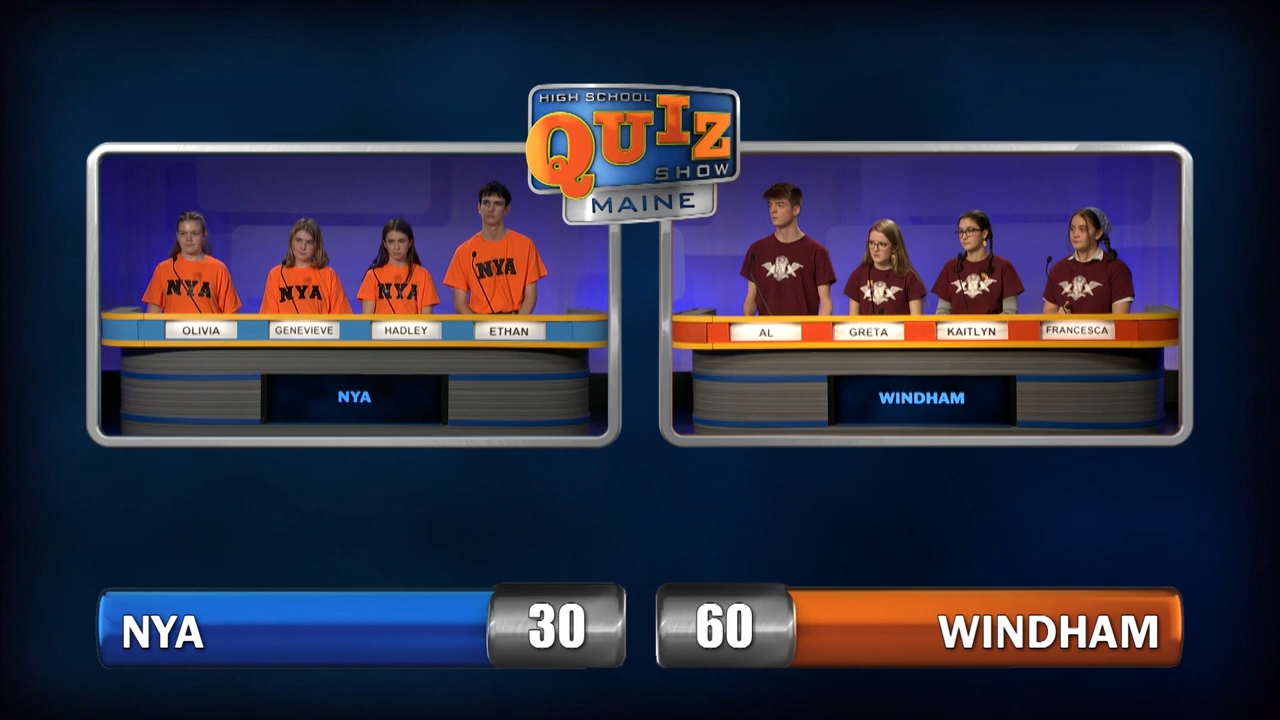 HIGH SCHOOL
QUIZ
SHOW
MAINE
NYA
NYA
NYA
NYA
OLIVIA
GENEVIEVE
HADLEY
ETHAN
AL
GRETA
KAITLYN
FRANCESCA
NYA
WINDHAM
NYA
30
60
WINDHAM